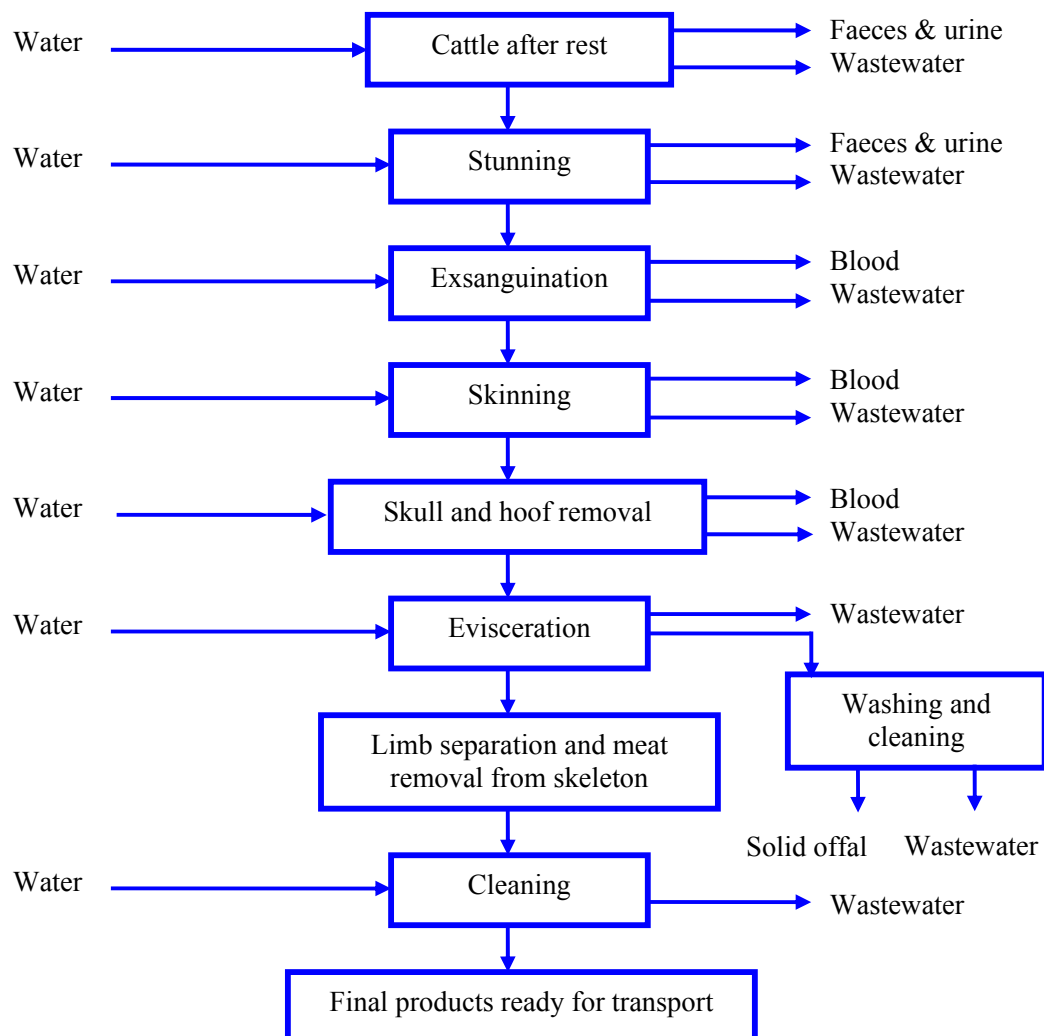 Water
Cattle after rest
Faeces & urine
Wastewater
Water
Stunning
Faeces & urine
Wastewater
Water
Exsanguination
Blood
Wastewater
Water
Skinning
Blood
Wastewater
Water
Skull and hoof removal
Blood
Wastewater
Water
Evisceration
Wastewater
Washing and
cleaning
Limb separation and meat
removal from skeleton
Solid offal
Wastewater
Water
Cleaning
Wastewater
Final products ready for transport